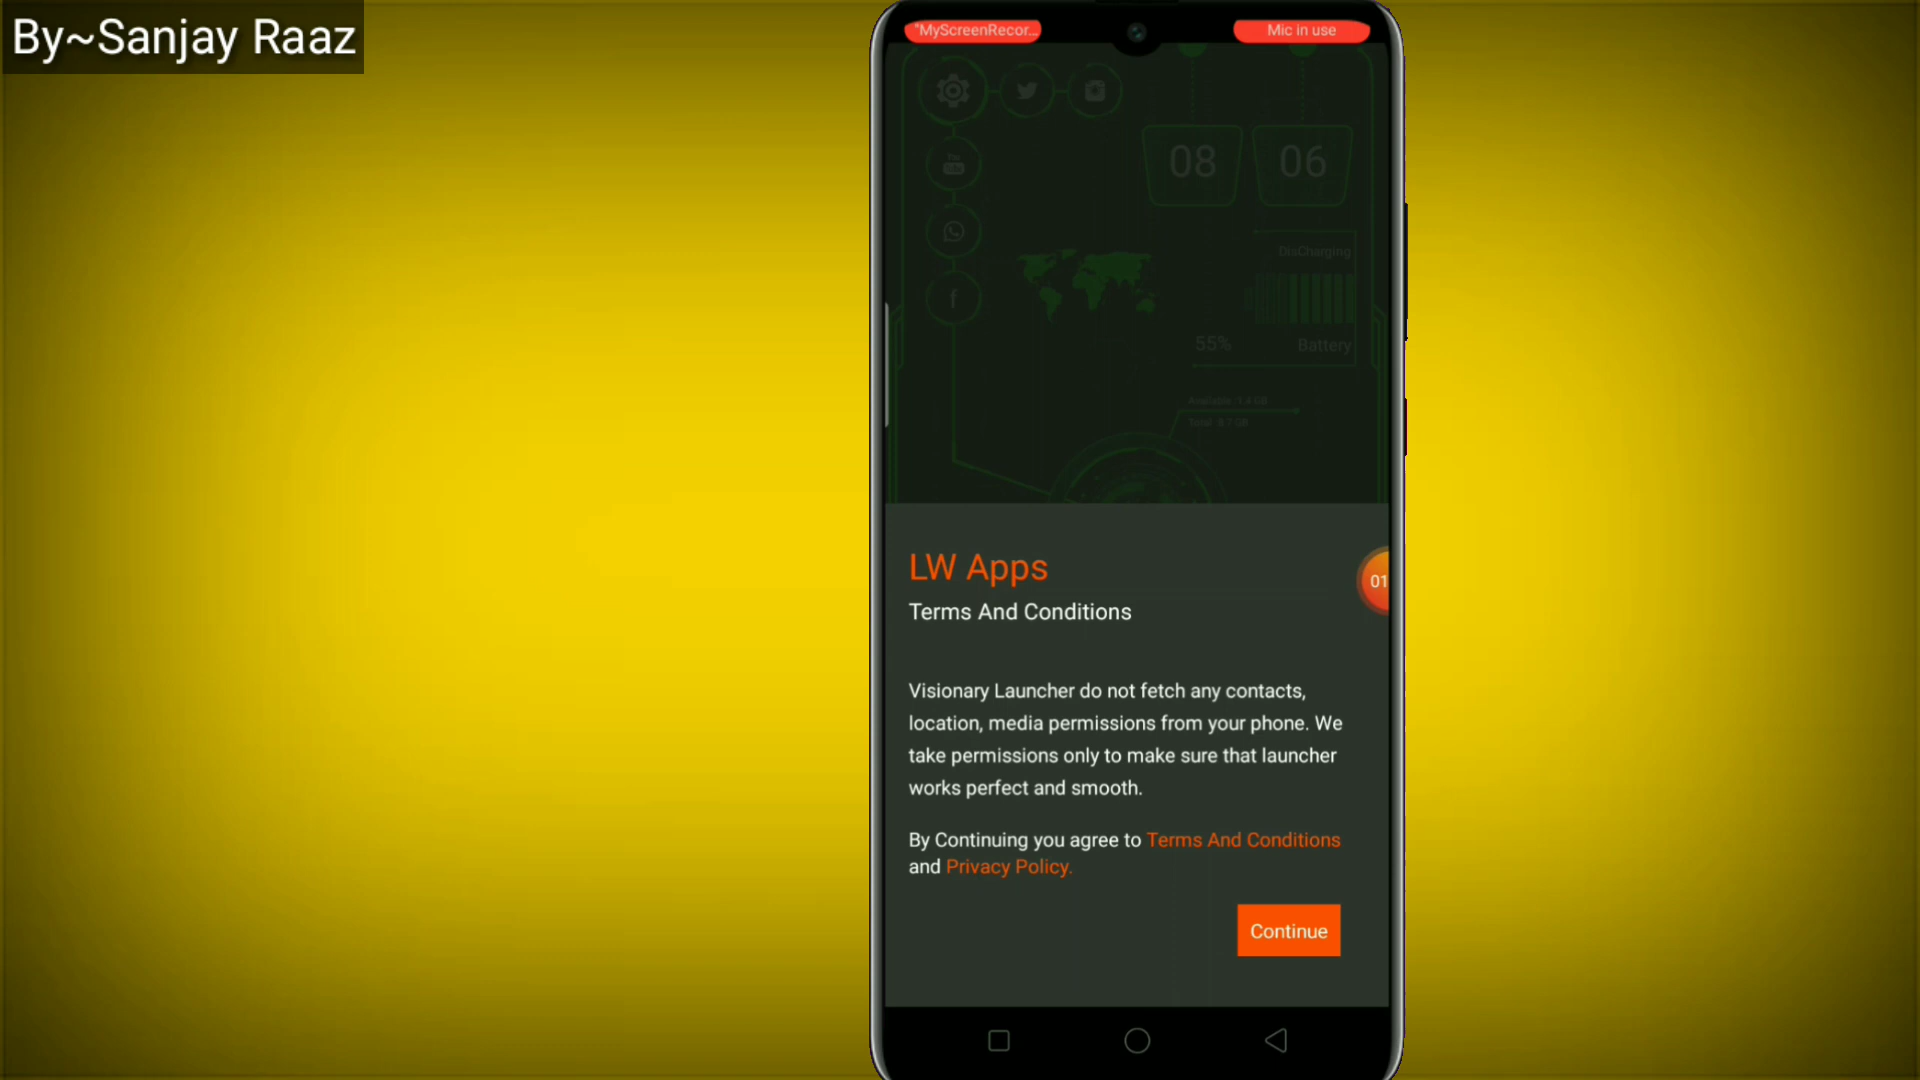 By~Sanjay Raaz
"MyScreenRecor...
Mic in use
08 06
DisCharging
55% Battery
LW Apps
01
Terms And Conditions
Visionary Launcher do not fetch any contacts,
location, media permissions from your phone. We
take permissions only to make sure that launcher
works perfect and smooth.
By Continuing you agree to Terms And Conditions
and Privacy Policy.
Continue